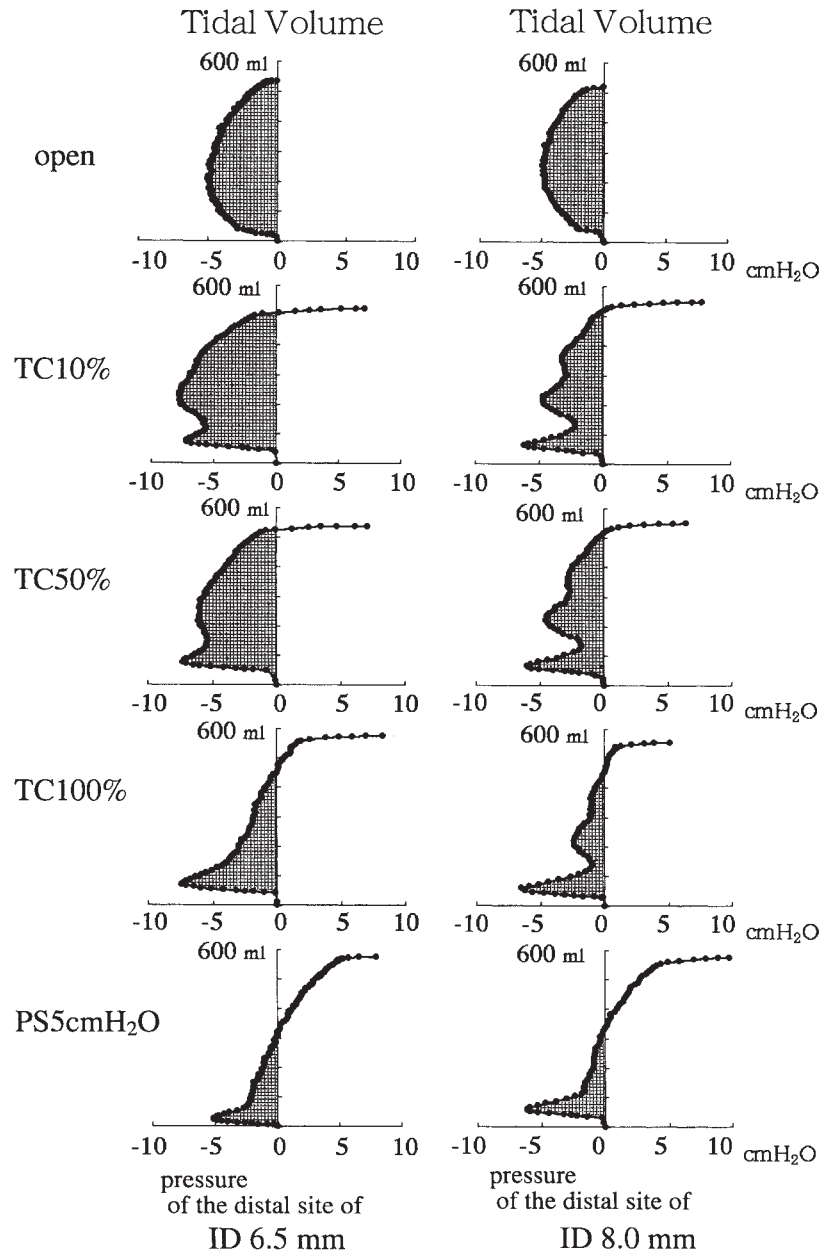 Tidal Volume Tidal Volume
600 ml 600 ml
open
-10 -5 0 5 10 -10 -5 0 5 10 cmH₂O
600 ml 600 ml
TC10%
-10 -5 0 5 10 -10 -5 0 5 10 cmH₂O
600 ml 600 ml
TC50%
-10 -5 0 5 10 -10 -5 0 5 10 cmH₂O
600 ml 600 ml
TC100%
-10 -5 0 5 10 -10 -5 0 5 10 cmH₂O
600 ml 600 ml
PS5cmH₂O
-10 -5 0 5 10 -10 -5 0 5 10 cmH₂O
pressure pressure
of the distal site of of the distal site of
ID 6.5 mm ID 8.0 mm